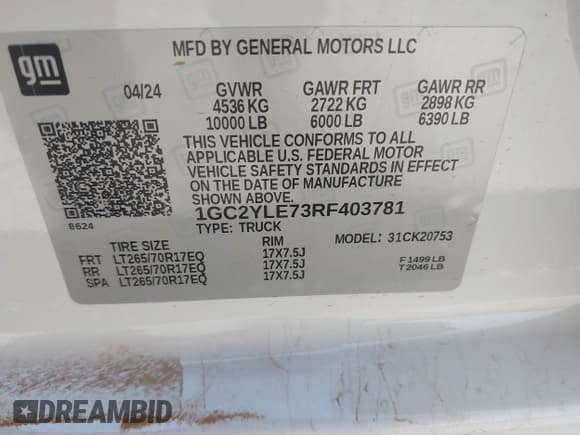 gm
MFD BY GENERAL MOTORS LLC
04/24 GVWR GAWR FRT GAWR RR
4536 KG 2722 KG 2898 KG
10000 LB 6000 LB 6390 LB
THIS VEHICLE CONFORMS TO ALL
APPLICABLE U.S. FEDERAL MOTOR
VEHICLE SAFETY STANDARDS IN EFFECT
ON THE DATE OF MANUFACTURE
SHOWN ABOVE.
1GC2YLE73RF403781
8624 TYPE: TRUCK MODEL: 31CK20753
TIRE SIZE RIM
FRT LT265/70R17EQ 17X7.5J F 1499 LB
RR LT265/70R17EQ 17X7.5J T 2046 LB
SPA LT265/70R17EQ 17X7.5J
DREAMBID